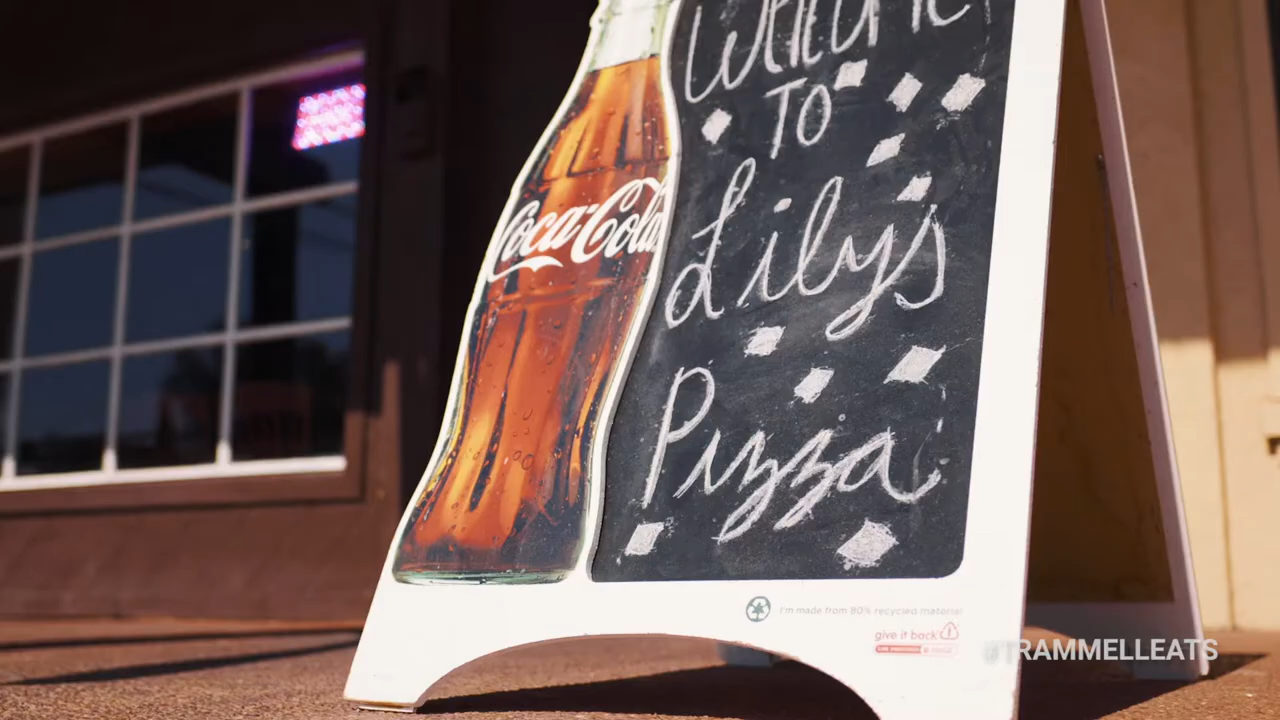 Welcome
TO
Lily's
Pizza
Coca-Cola
I'm made from 80% recycled material
give it back
#TRAMMELLEATS